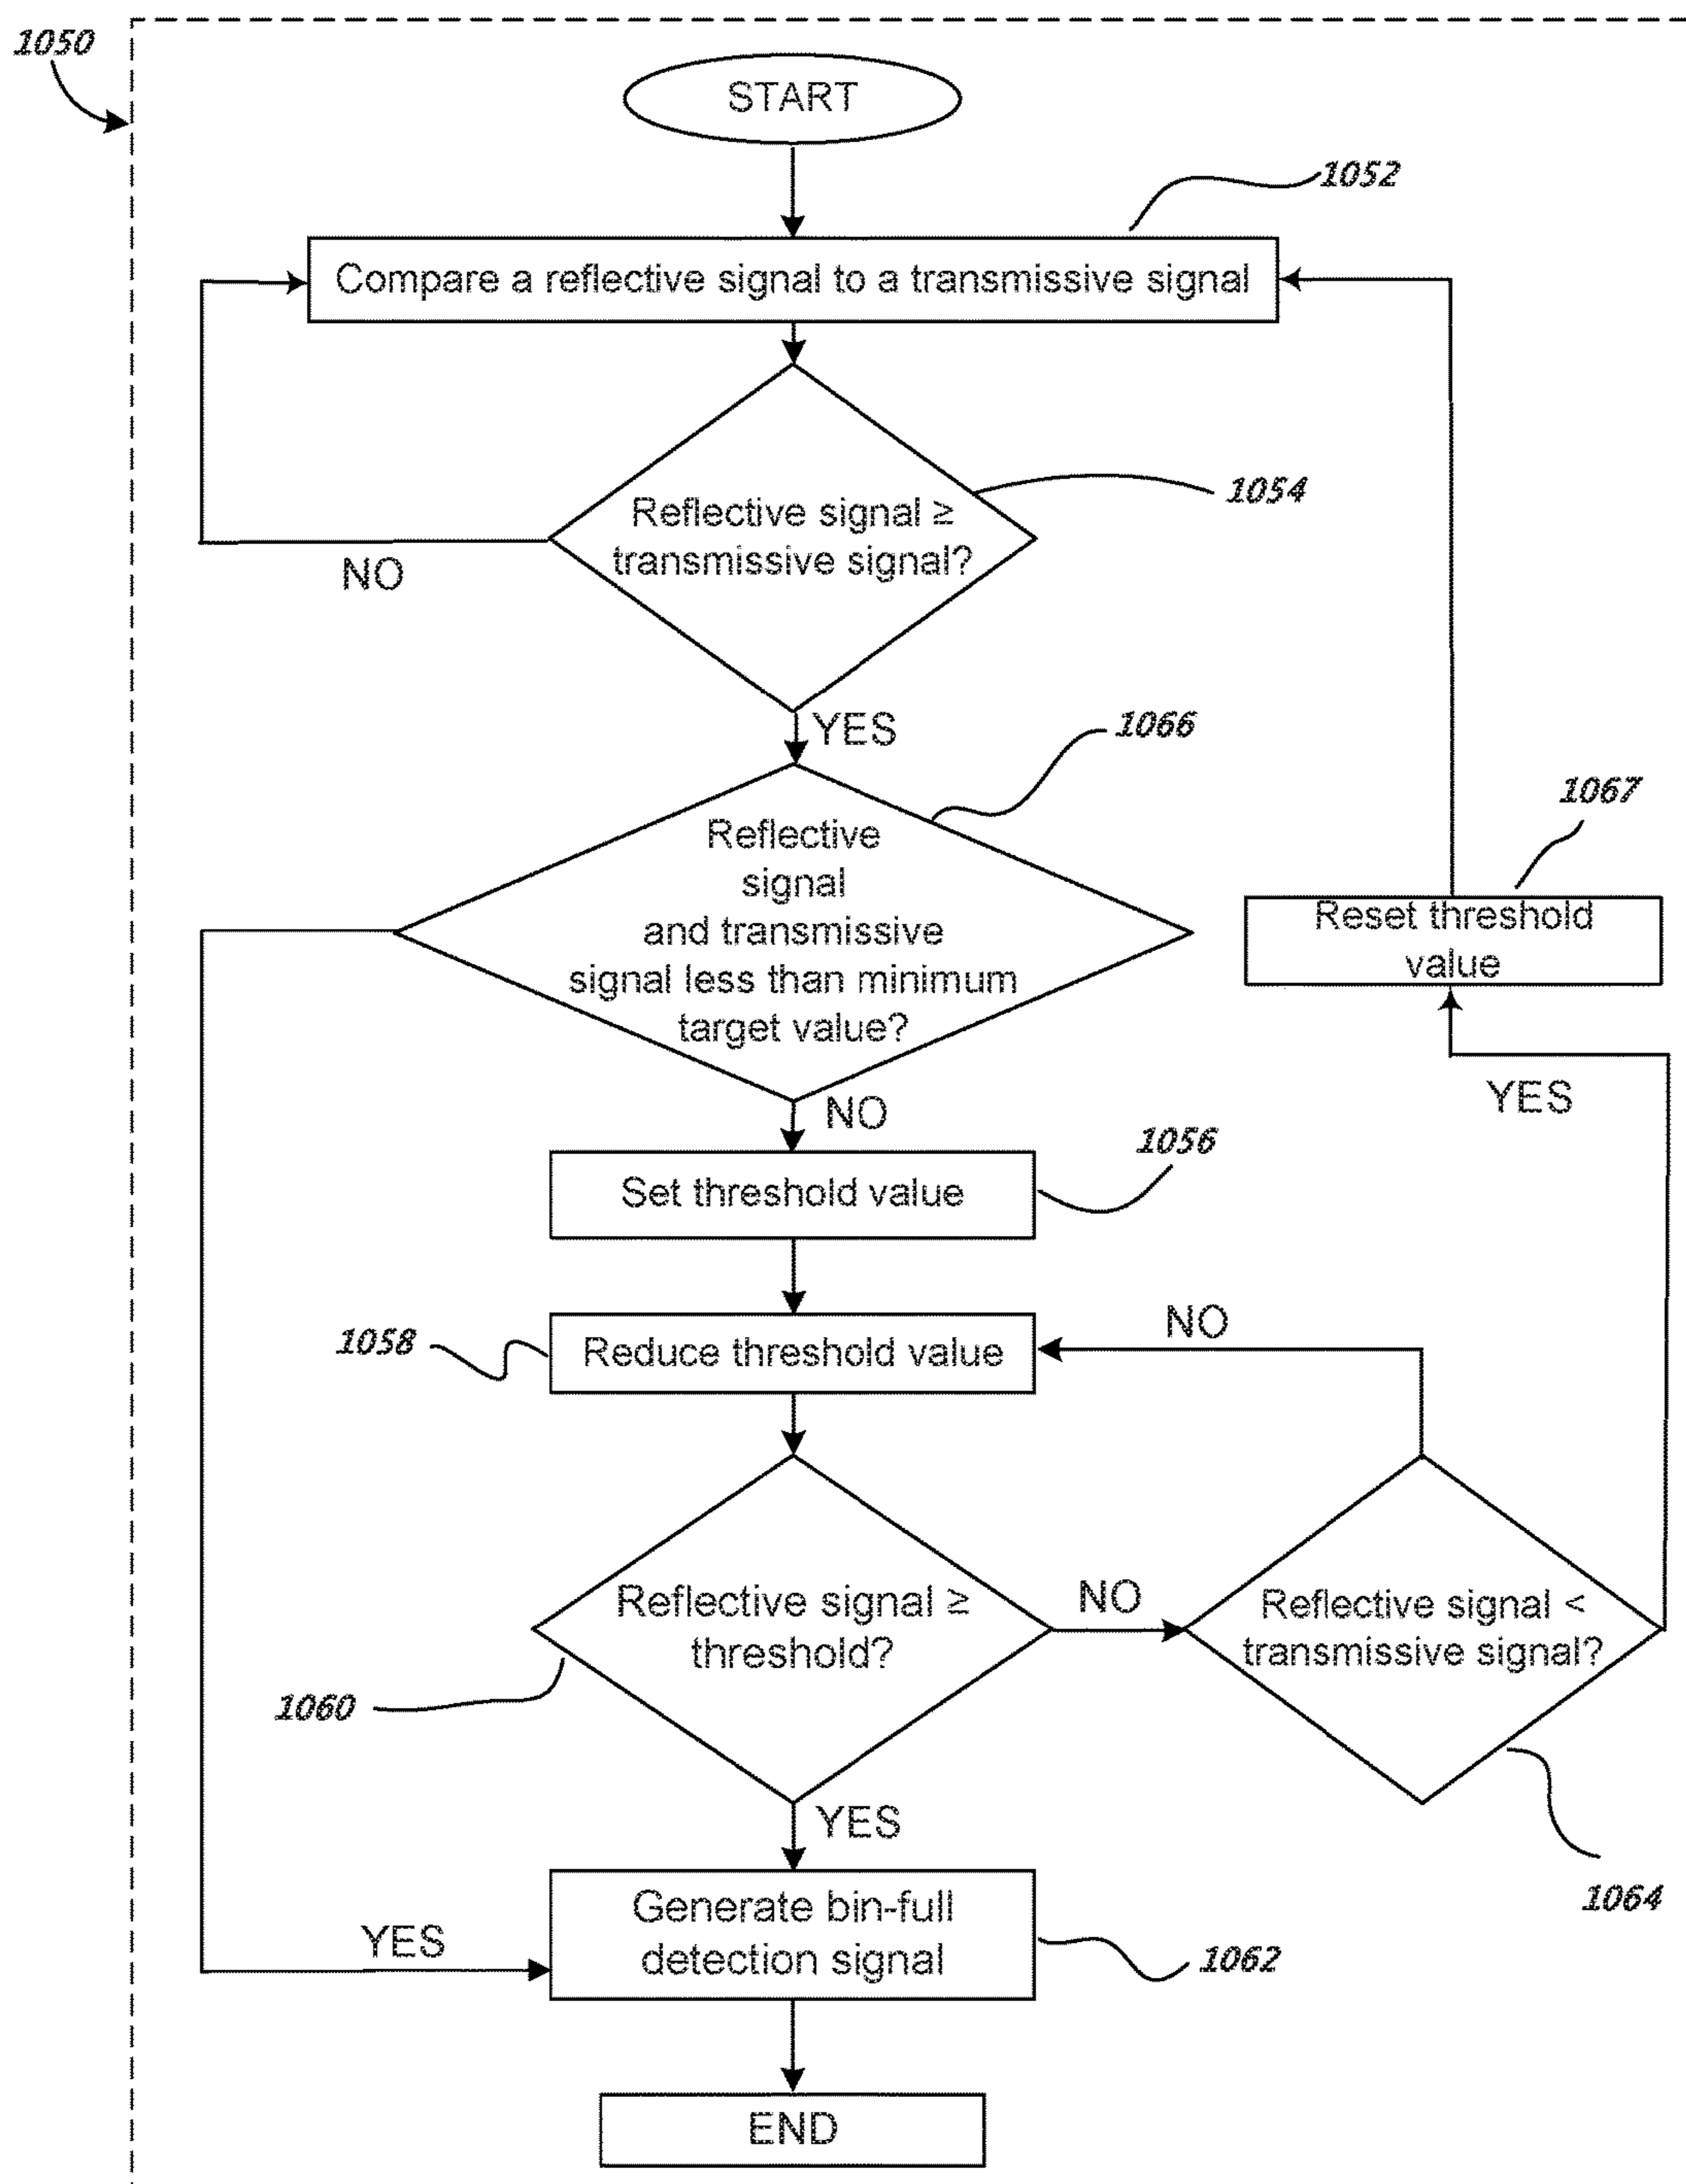 1050
START
1052
Compare a reflective signal to a transmissive signal
1054
Reflective signal ≥
transmissive signal?
NO
YES
1066
Reflective
signal
and transmissive
signal less than minimum
target value?
1067
Reset threshold
value
YES
NO
1056
Set threshold value
NO
1058
Reduce threshold value
Reflective signal ≥
threshold?
NO
Reflective signal <
transmissive signal?
1060
YES
1064
Generate bin-full
detection signal
YES
1062
END